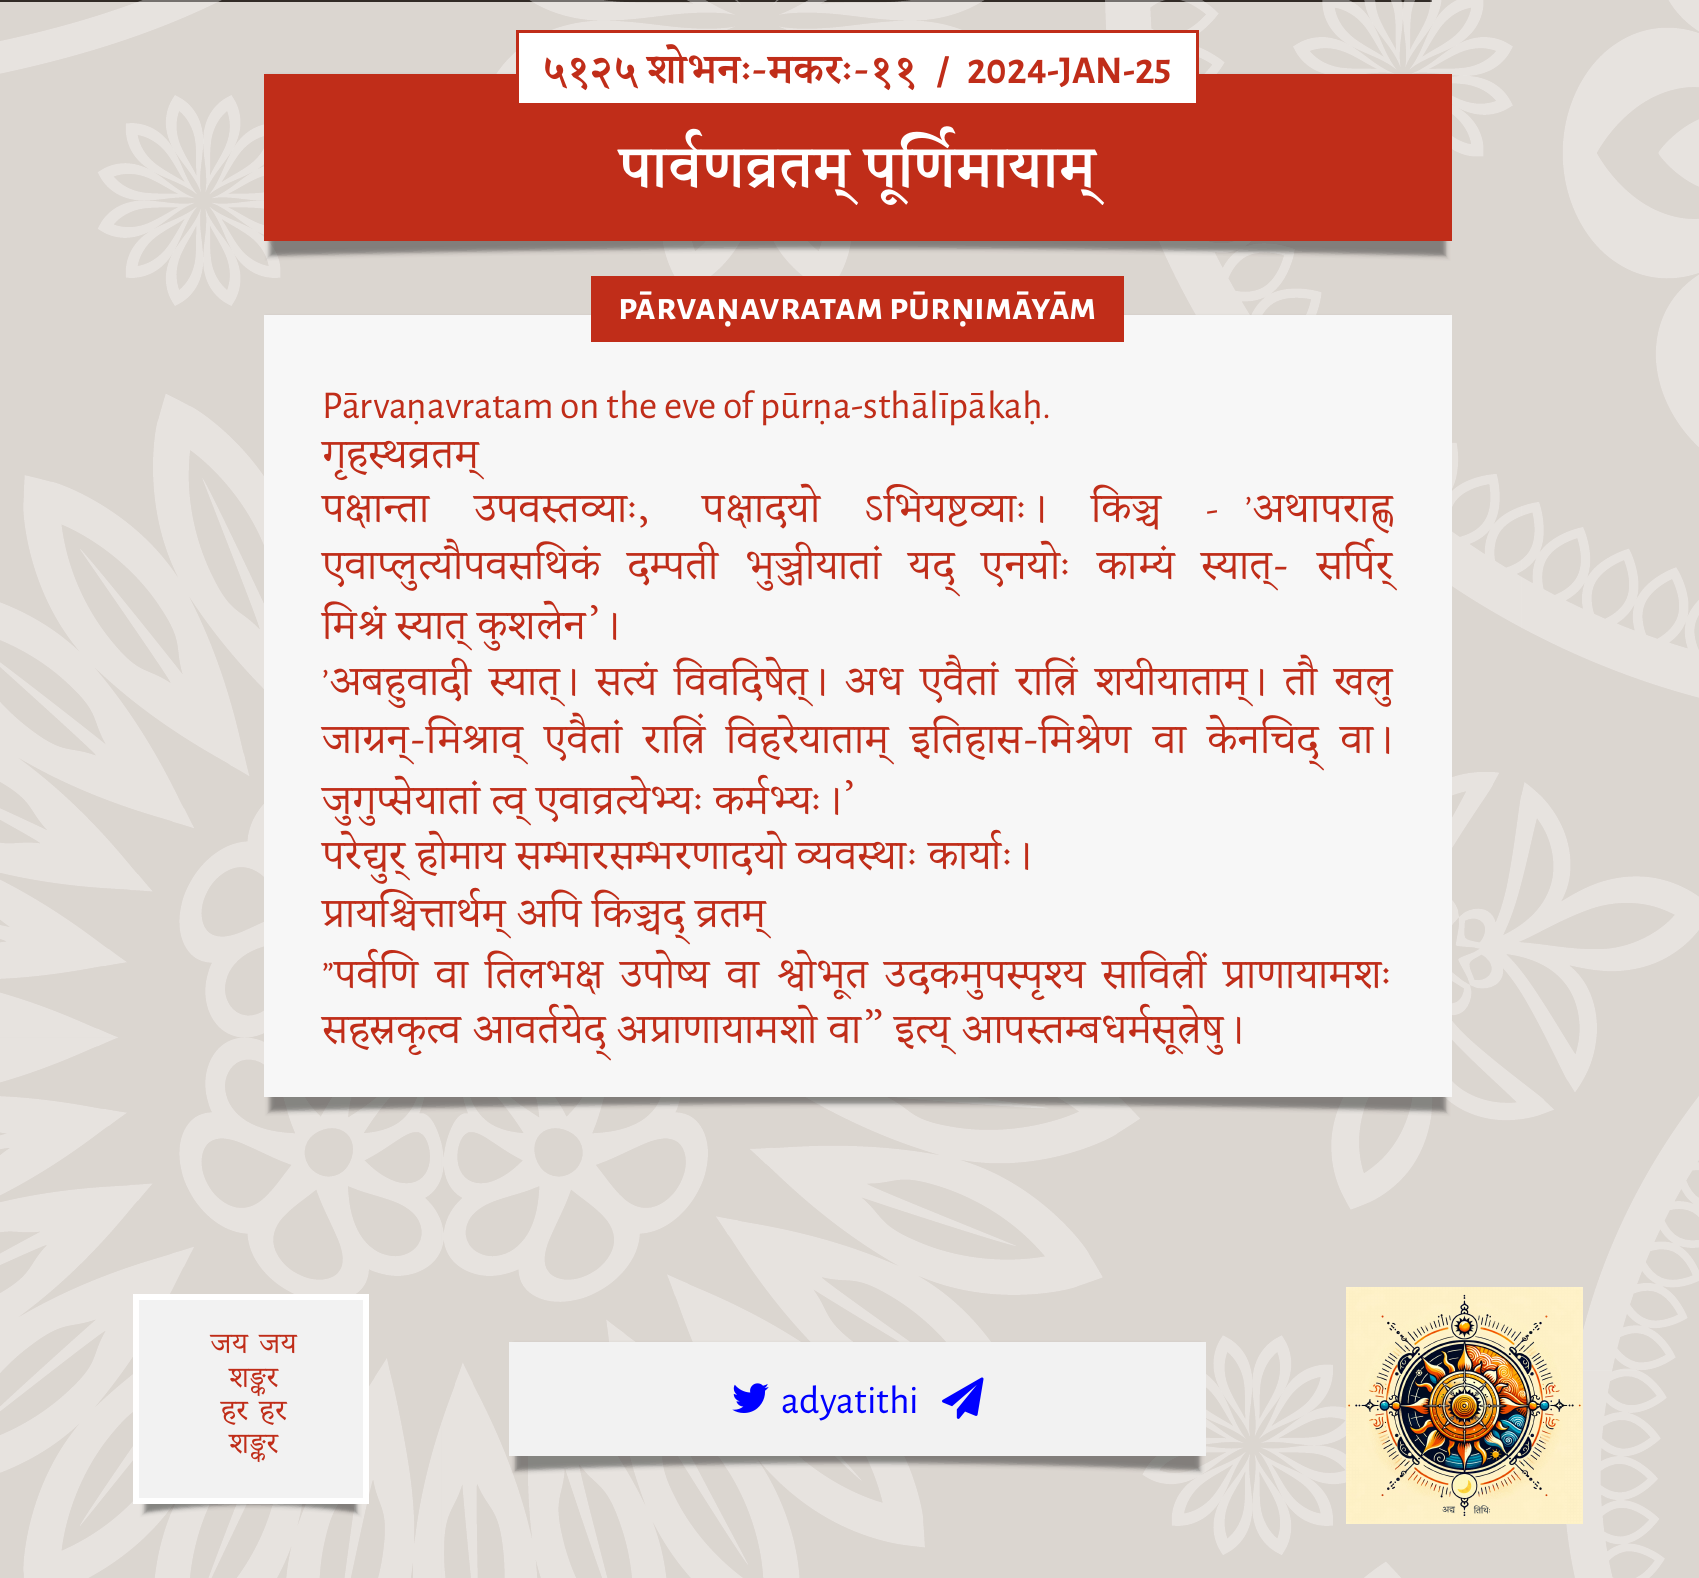 ५१२५ शोभनः-मकरः-११ / 2024-JAN-25
पार्वणव्रतम् पूर्णिमायाम्
PĀRVAṆAVRATAM PŪRṆIMĀYĀM
Pārvaṇavratam on the eve of pūrṇa-sthālīpākaḥ.
गृहस्थव्रतम्
पक्षान्ता उपवस्तव्याः, पक्षादयो ऽभियष्टव्याः। किञ्च - ’अथापराह्ण
एवाप्लुत्यौपवसथिकं दम्पती भुञ्जीयातां यद् एनयोः काम्यं स्यात्- सर्पिर्
मिश्रं स्यात् कुशलेन’।
’अबहुवादी स्यात्। सत्यं विवदिषेत्। अध एवैतां रात्रिं शयीयाताम्। तौ खलु
जाग्रन्-मिश्राव् एवैतां रात्रिं विहरेयाताम् इतिहास-मिश्रेण वा केनचिद् वा।
जुगुप्सेयातां त्व् एवाव्रत्येभ्यः कर्मभ्यः।’
परेद्युर् होमाय सम्भारसम्भरणादयो व्यवस्थाः कार्याः।
प्रायश्चित्तार्थम् अपि किञ्चद् व्रतम्
”पर्वणि वा तिलभक्ष उपोष्य वा श्वोभूत उदकमुपस्पृश्य सावित्रीं प्राणायामशः
सहस्रकृत्व आवर्तयेद् अप्राणायामशो वा” इत्य् आपस्तम्बधर्मसूत्रेषु।
जय जय
शङ्कर
हर हर
शङ्कर
adyatithi
अद्य तिथिः